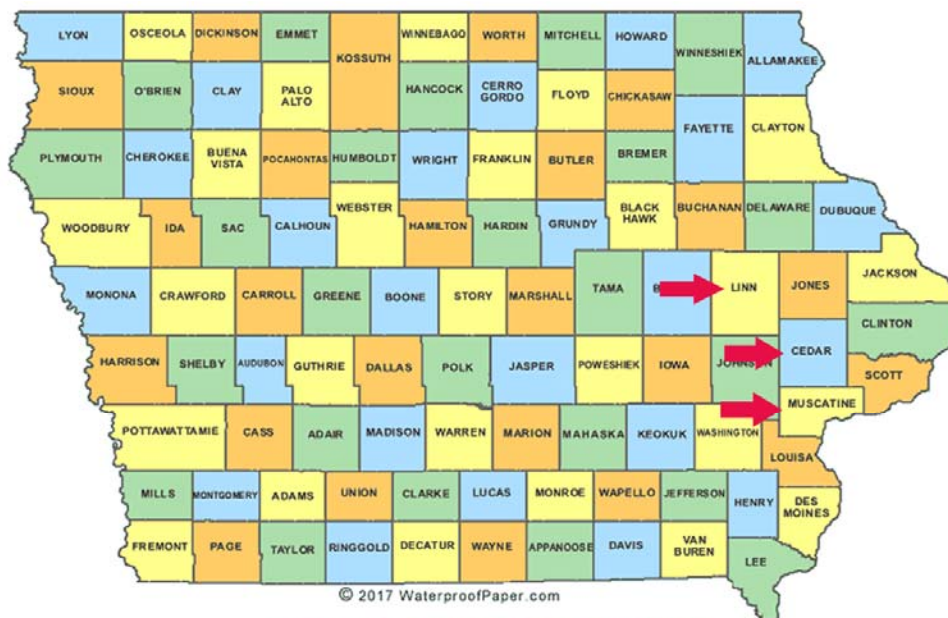 LYON
OSCEOLA
DICKINSON
EMMET
KOSSUTH
WINNEBAGO
WORTH
MITCHELL
HOWARD
WINNESHIEK
ALLAMAKEE
SIOUX
O'BRIEN
CLAY
PALO
ALTO
HANCOCK
CERRO
GORDO
FLOYD
CHICKASAW
FAYETTE
CLAYTON
PLYMOUTH
CHEROKEE
BUENA
VISTA
POCAHONTAS
HUMBOLDT
WRIGHT
FRANKLIN
BUTLER
BREMER
WOODBURY
IDA
SAC
CALHOUN
WEBSTER
HAMILTON
HARDIN
GRUNDY
BLACK
HAWK
BUCHANAN
DELAWARE
DUBUQUE
MONONA
CRAWFORD
CARROLL
GREENE
BOONE
STORY
MARSHALL
TAMA
LINN
JONES
JACKSON
CLINTON
HARRISON
SHELBY
AUDUBON
GUTHRIE
DALLAS
POLK
JASPER
POWESHIEK
IOWA
JOHNSON
CEDAR
SCOTT
MUSCATINE
POTTAWATTAMIE
CASS
ADAIR
MADISON
WARREN
MARION
MAHASKA
KEOKUK
WASHINGTON
LOUISA
MILLS
MONTGOMERY
ADAMS
UNION
CLARKE
LUCAS
MONROE
WAPELLO
JEFFERSON
HENRY
DES
MOINES
FREMONT
PAGE
TAYLOR
RINGGOLD
DECATUR
WAYNE
APPANOOSE
DAVIS
VAN
BUREN
LEE
© 2017 WaterproofPaper.com